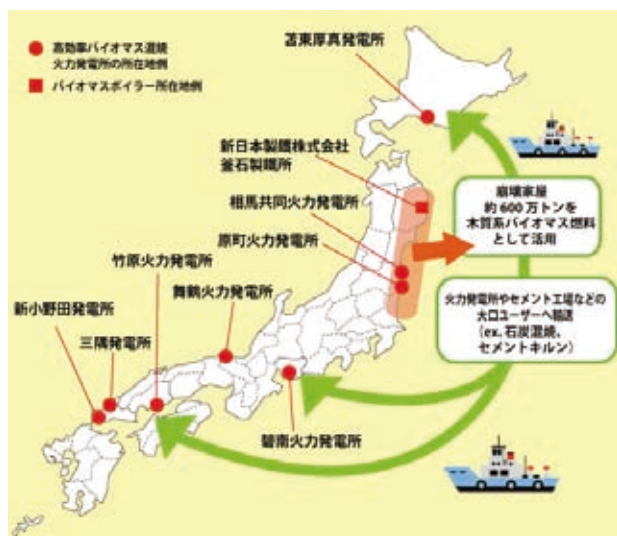 高効率バイオマス混焼
火力発電所の所在地例
バイオマスボイラー所在地例
苫東厚真発電所
新日本製鐵株式会社
釜石製鐵所
相馬共同火力発電所
原町火力発電所
竹原火力発電所
舞鶴火力発電所
新小野田発電所
三隅発電所
碧南火力発電所
崩壊家屋
約600万トンを
木質系バイオマス燃料
として活用
火力発電所やセメント工場などの
大口ユーザーへ輸送
(ex.石炭混焼、
セメントキルン)